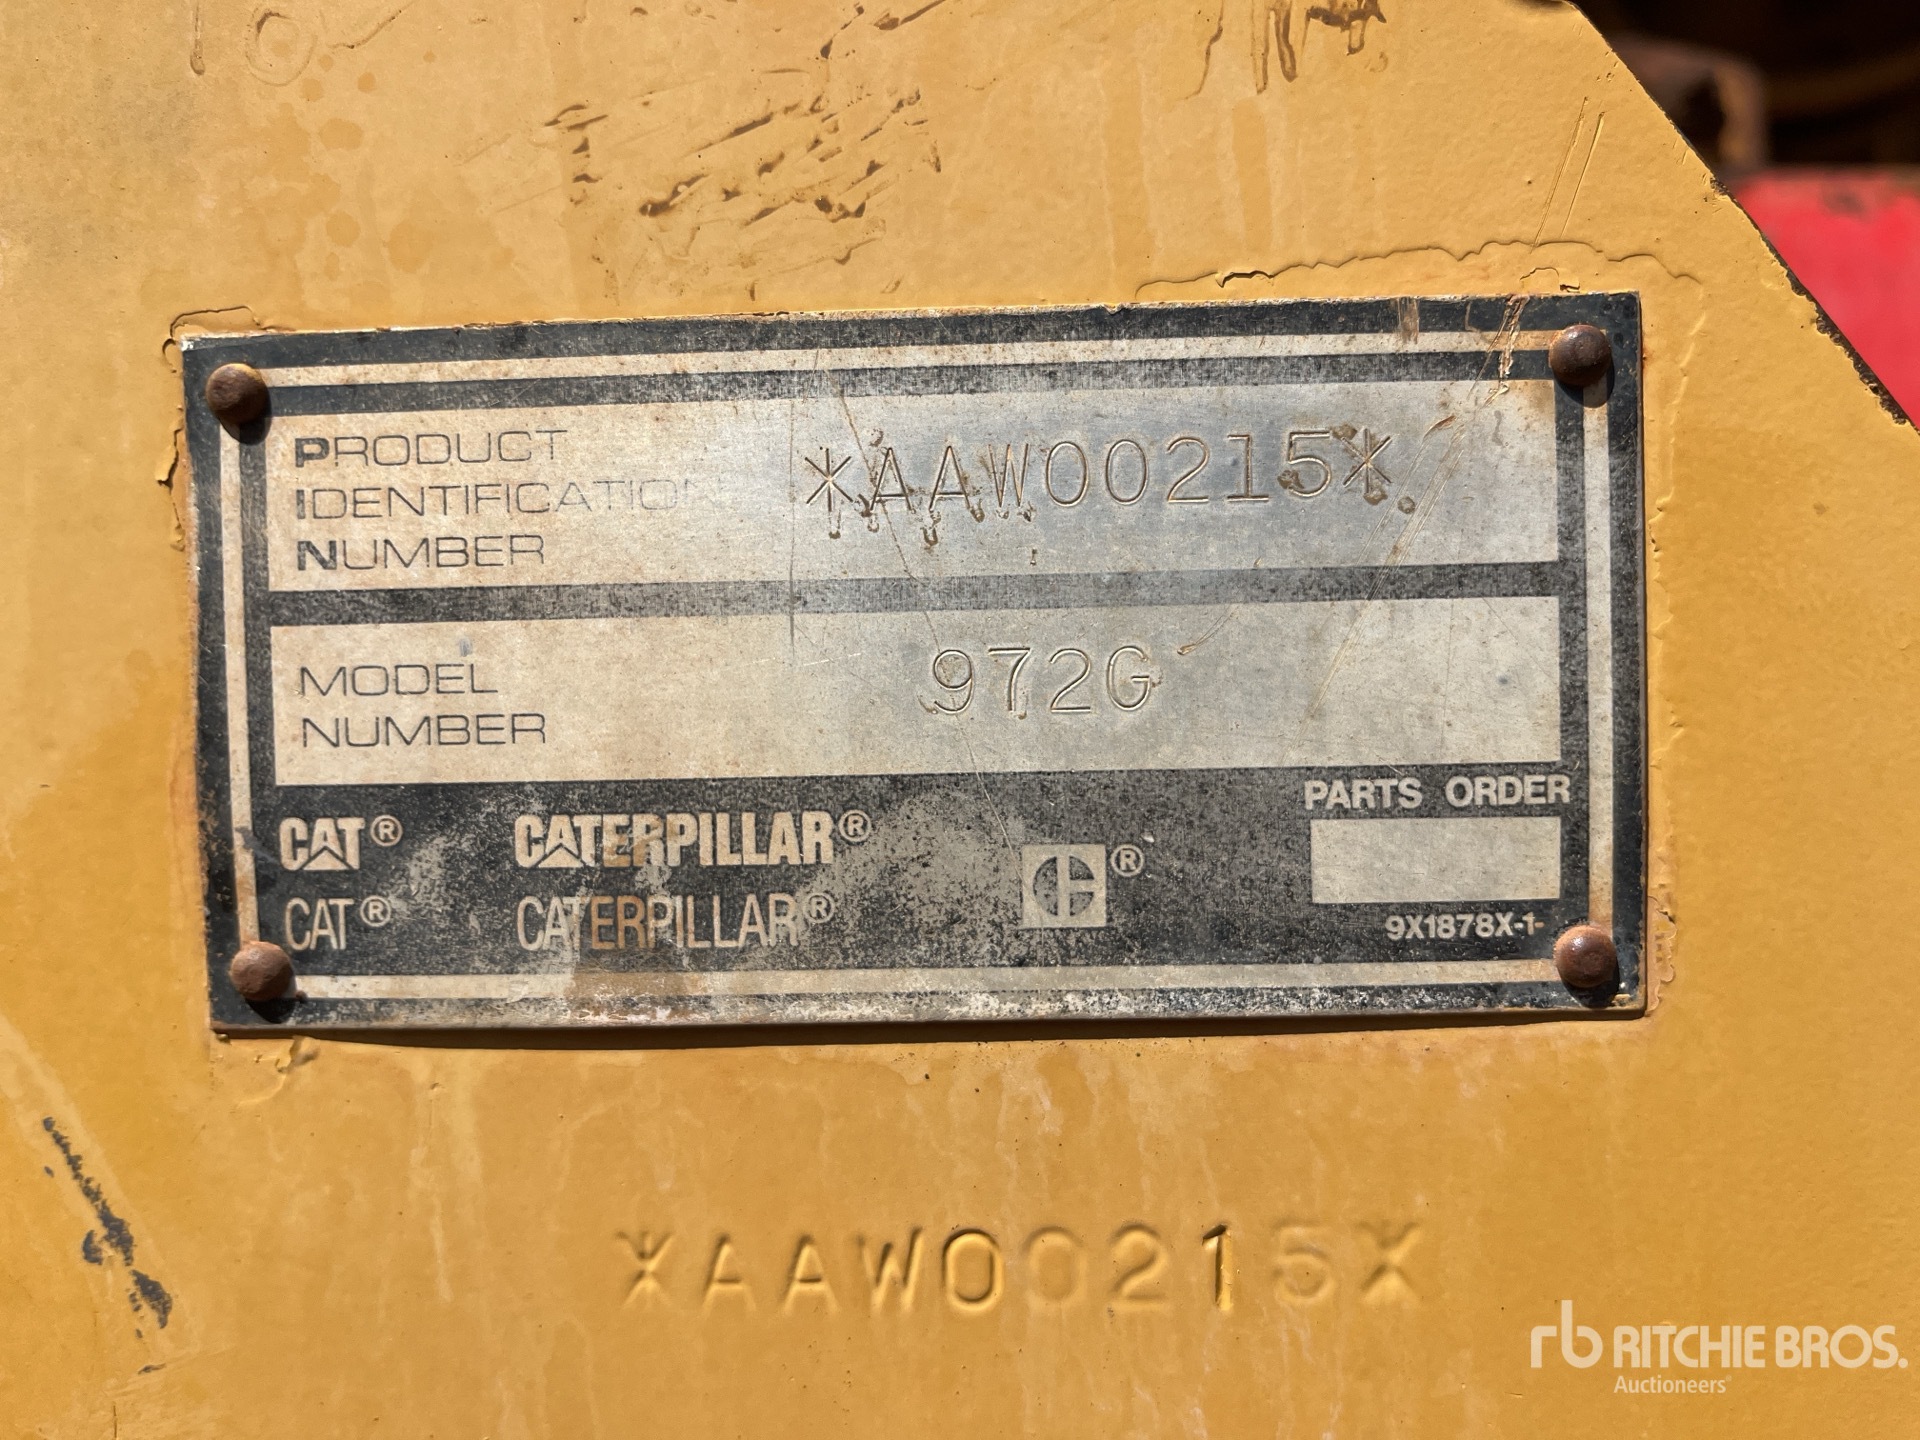 PRODUCT
IDENTIFICATION
NUMBER
*AAW00215*
MODEL
NUMBER
972G
CAT® CATERPILLAR®
CAT® CATERPILLAR®
®
PARTS ORDER
9X1878X-1-
*AAW00215*
rb RITCHIE BROS.
Auctioneers